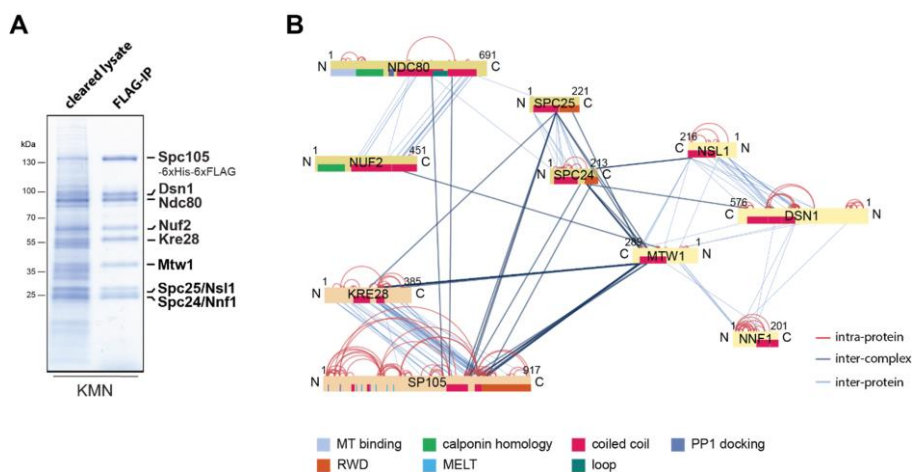 A
cleared lysate
FLAG-IP
kDa
130
100
70
55
35
25
Spc105
-6xHis-6xFLAG
Dsn1
Ndc80
Nuf2
Kre28
Mtw1
Spc25/Nsl1
Spc24/Nnf1
KMN
B
1 691
N NDC80 C
1 221
N SPC25 C
216 1
C NSL1 N
451
N NUF2 C
1 213
N SPC24 C
576 1
C DSN1 N
289 1
C MTW1 N
1 385
N KRE28 C
1 201
N NNF1 C
1 917
N SP105 C
intra-protein
inter-complex
inter-protein
MT binding calponin homology coiled coil PP1 docking
RWD MELT loop